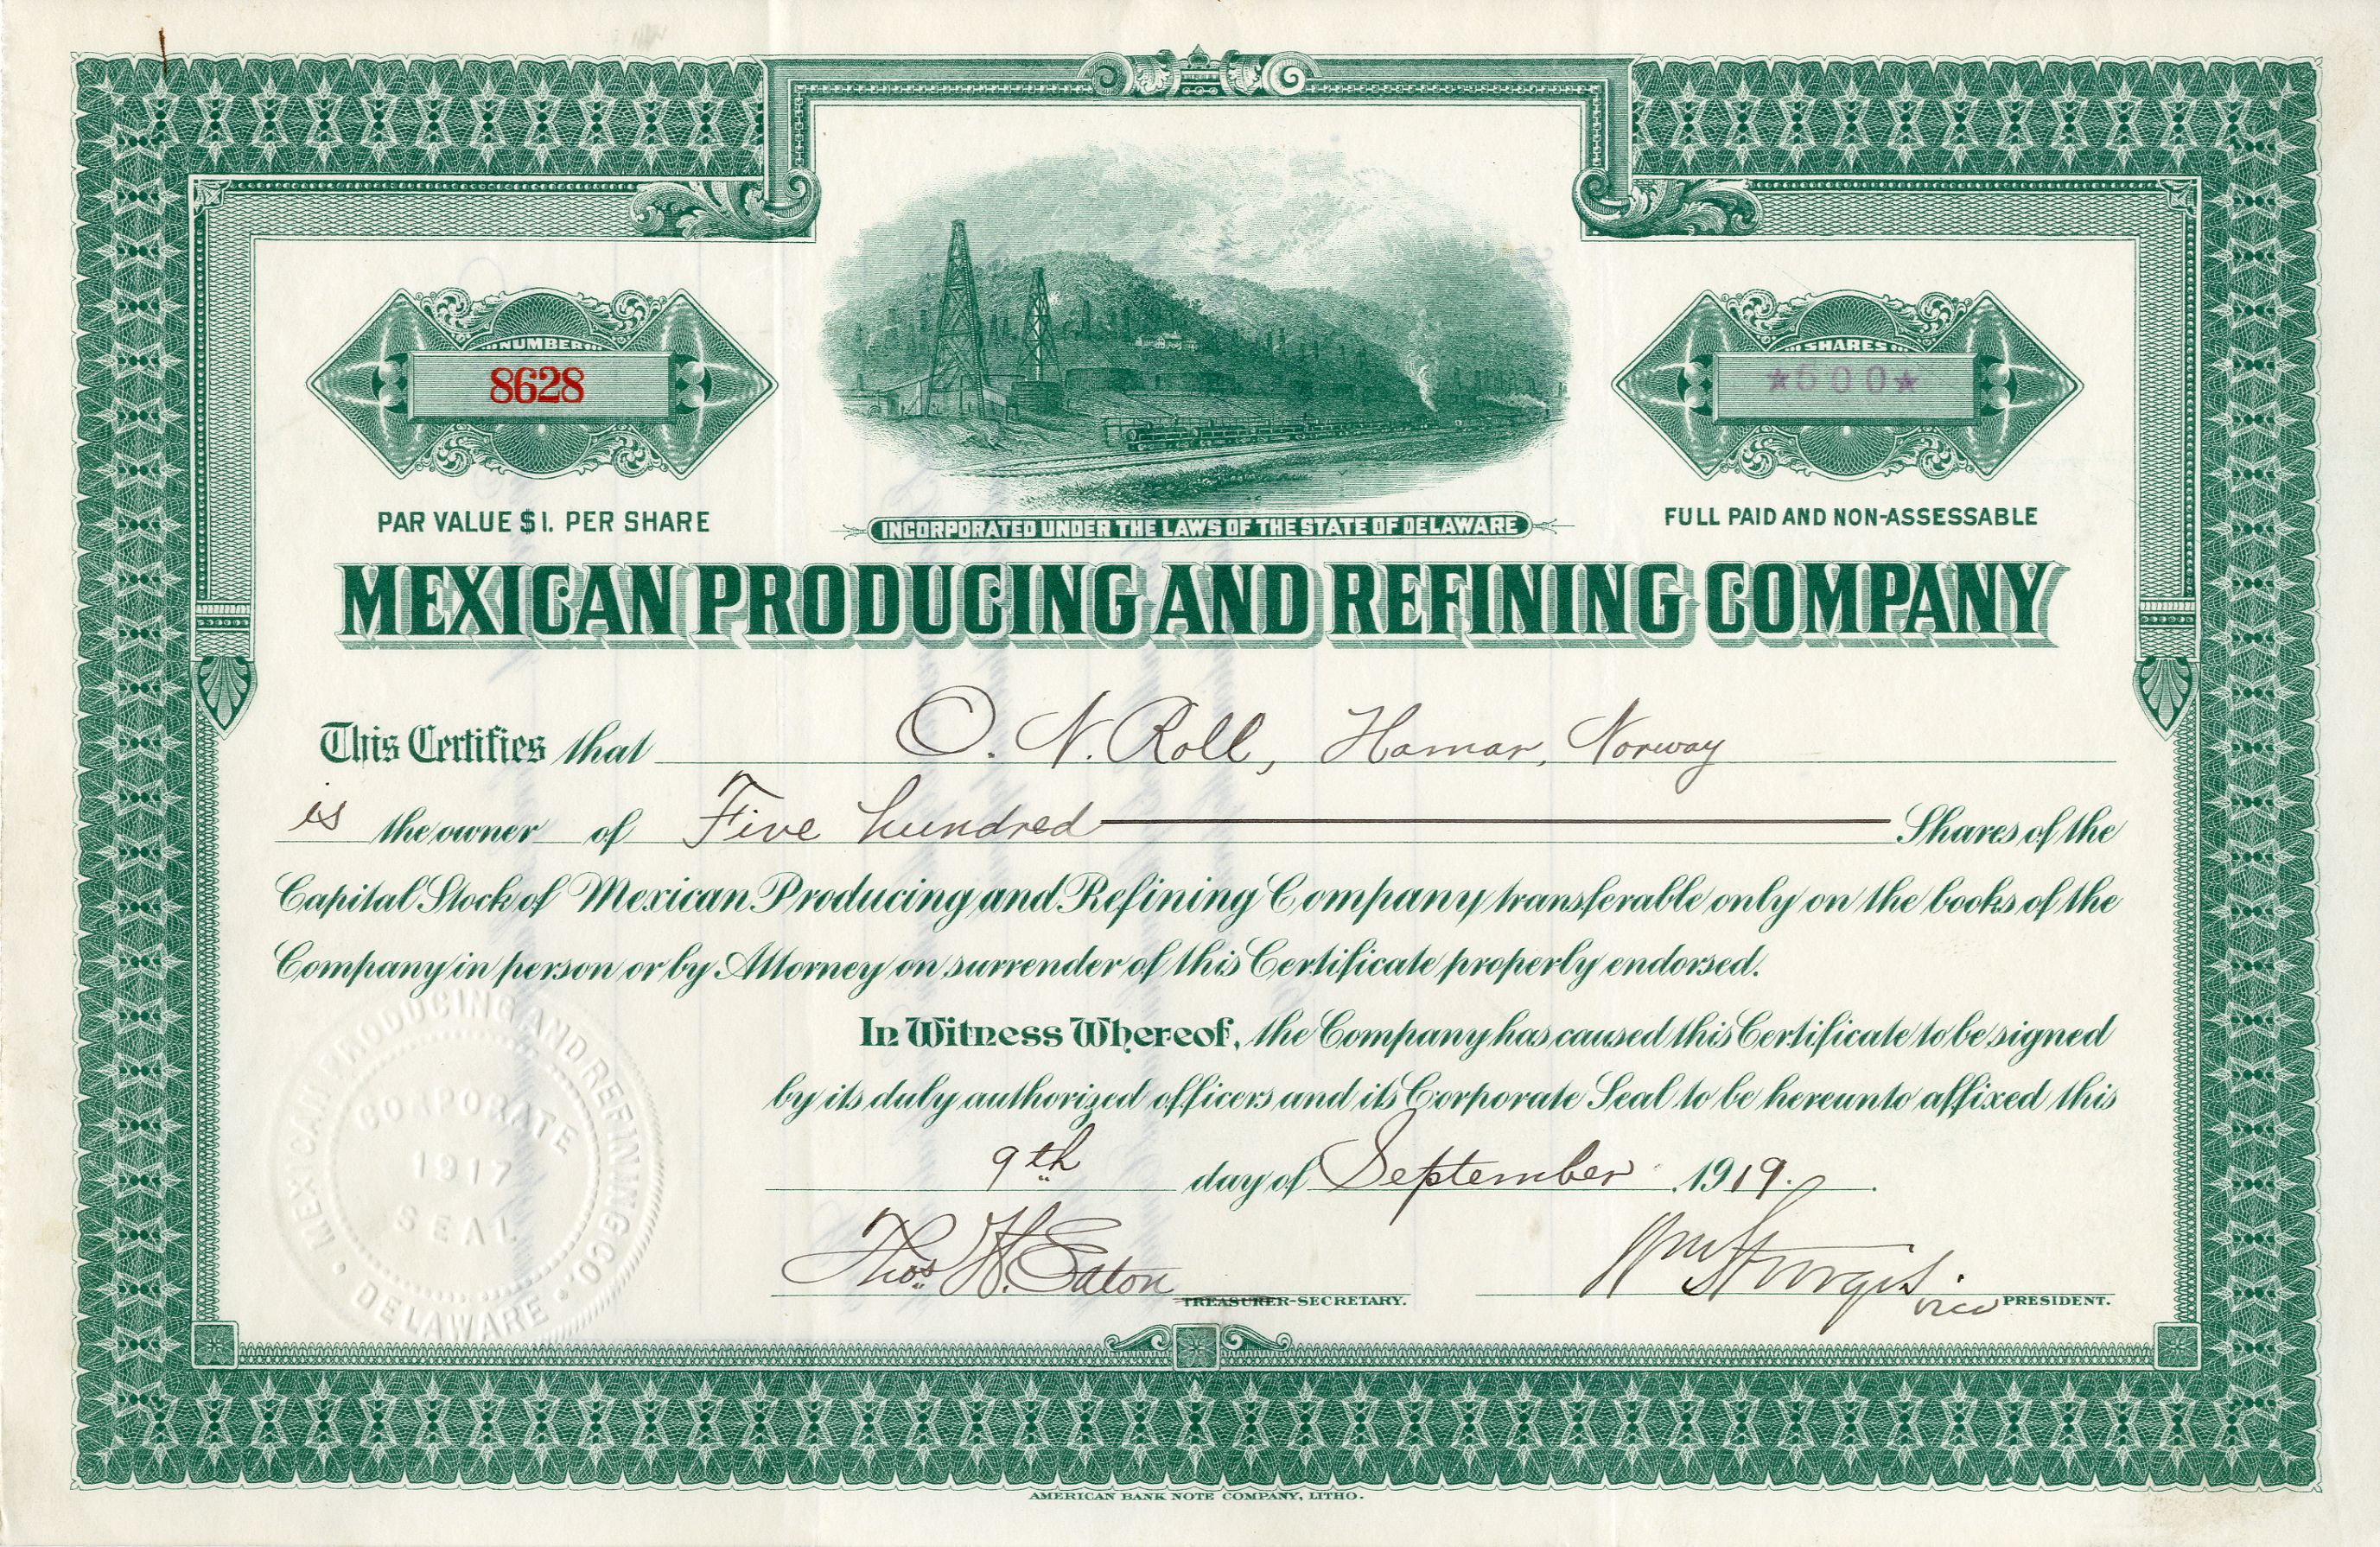 NUMBER
8628
SHARES
★500★
PAR VALUE $1. PER SHARE
INCORPORATED UNDER THE LAWS OF THE STATE OF DELAWARE
FULL PAID AND NON-ASSESSABLE
MEXICAN PRODUCING AND REFINING COMPANY
This Certifies that O. N. Roll, Hamar, Norway
is the owner of Five hundred Shares of the
Capital Stock of Mexican Producing and Refining Company transferable only on the books of the
Company in person or by Attorney on surrender of this Certificate properly endorsed.
In Witness Whereof, the Company has caused this Certificate to be signed
by its duly authorized officers and its Corporate Seal to be hereunto affixed this
9th day of September 1919.
Thos. H. Eaton Wm Sturgis
TREASURER-SECRETARY. vice PRESIDENT.
MEXICAN PRODUCING AND REFINING CO.
CORPORATE
1917
SEAL
DELAWARE
AMERICAN BANK NOTE COMPANY, LITHO.